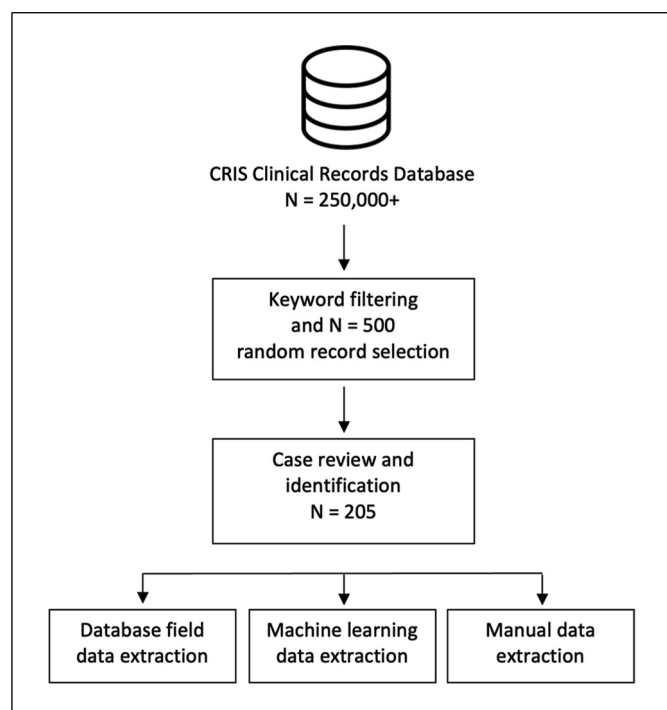 CRIS Clinical Records Database
N = 250,000+
Keyword filtering
and N = 500
random record selection
Case review and
identification
N = 205
Database field
data extraction
Machine learning
data extraction
Manual data
extraction